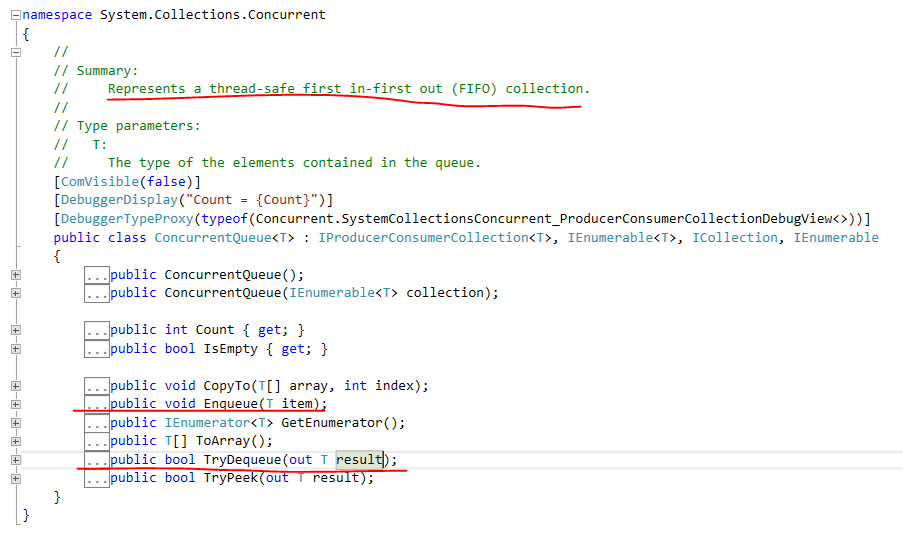 namespace System.Collections.Concurrent
{
//
// Summary:
//     Represents a thread-safe first in-first out (FIFO) collection.
//
// Type parameters:
//   T:
//     The type of the elements contained in the queue.
[ComVisible(false)]
[DebuggerDisplay("Count = {Count}")]
[DebuggerTypeProxy(typeof(Concurrent.SystemCollectionsConcurrent_ProducerConsumerCollectionDebugView<>))]
public class ConcurrentQueue<T> : IProducerConsumerCollection<T>, IEnumerable<T>, ICollection, IEnumerable
{
...public ConcurrentQueue();
...public ConcurrentQueue(IEnumerable<T> collection);
...public int Count { get; }
...public bool IsEmpty { get; }
...public void CopyTo(T[] array, int index);
...public void Enqueue(T item);
...public IEnumerator<T> GetEnumerator();
...public T[] ToArray();
...public bool TryDequeue(out T result);
...public bool TryPeek(out T result);
}
}